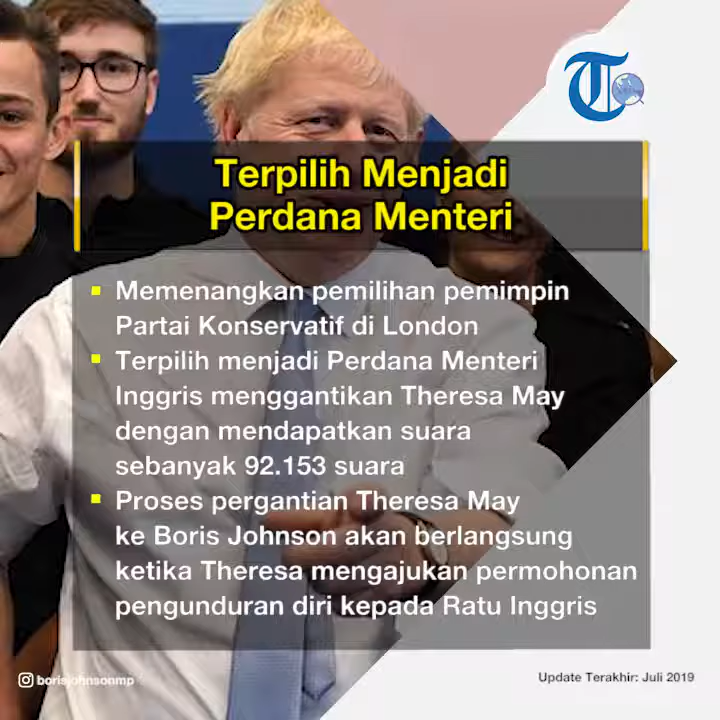 Terpilih Menjadi
Perdana Menteri
Memenangkan pemilihan pemimpin
Partai Konservatif di London
Terpilih menjadi Perdana Menteri
Inggris menggantikan Theresa May
dengan mendapatkan suara
sebanyak 92.153 suara
Proses pergantian Theresa May
ke Boris Johnson akan berlangsung
ketika Theresa mengajukan permohonan
pengunduran diri kepada Ratu Inggris
borisjohnsonmp
Update Terakhir: Juli 2019
T